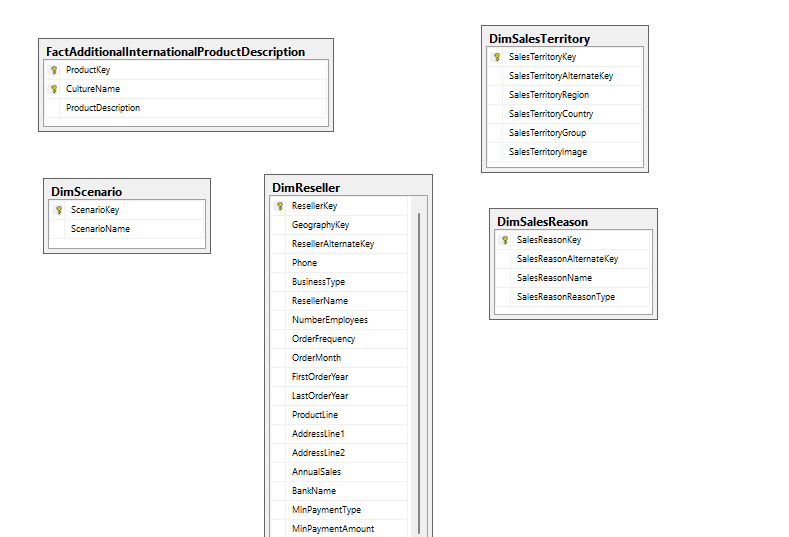 FactAdditionalInternationalProductDescription
ProductKey
CultureName
ProductDescription
DimSalesTerritory
SalesTerritoryKey
SalesTerritoryAlternateKey
SalesTerritoryRegion
SalesTerritoryCountry
SalesTerritoryGroup
SalesTerritoryImage
DimScenario
ScenarioKey
ScenarioName
DimReseller
ResellerKey
GeographyKey
ResellerAlternateKey
Phone
BusinessType
ResellerName
NumberEmployees
OrderFrequency
OrderMonth
FirstOrderYear
LastOrderYear
ProductLine
AddressLine1
AddressLine2
AnnualSales
BankName
MinPaymentType
MinPaymentAmount
DimSalesReason
SalesReasonKey
SalesReasonAlternateKey
SalesReasonName
SalesReasonReasonType